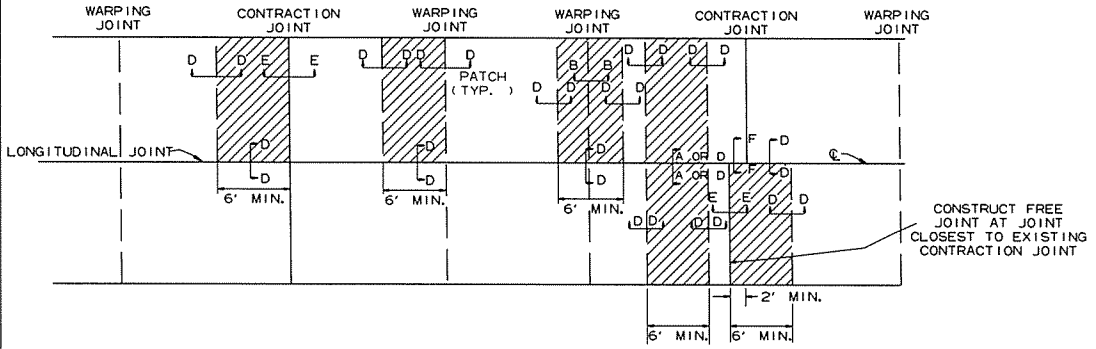 WARPING
JOINT
CONTRACTION
JOINT
WARPING
JOINT
WARPING
JOINT
CONTRACTION
JOINT
WARPING
JOINT
D D E E
D D D D
PATCH
(TYP. )
B B
D D D D
D D D D
LONGITUDINAL JOINT
D
D
D
D
D
D
A OR D
A OR D
F
F
D
D
℄
6' MIN.
6' MIN.
6' MIN.
E E
D D
D D
D D
CONSTRUCT FREE
JOINT AT JOINT
CLOSEST TO EXISTING
CONTRACTION JOINT
2' MIN.
6' MIN.
6' MIN.